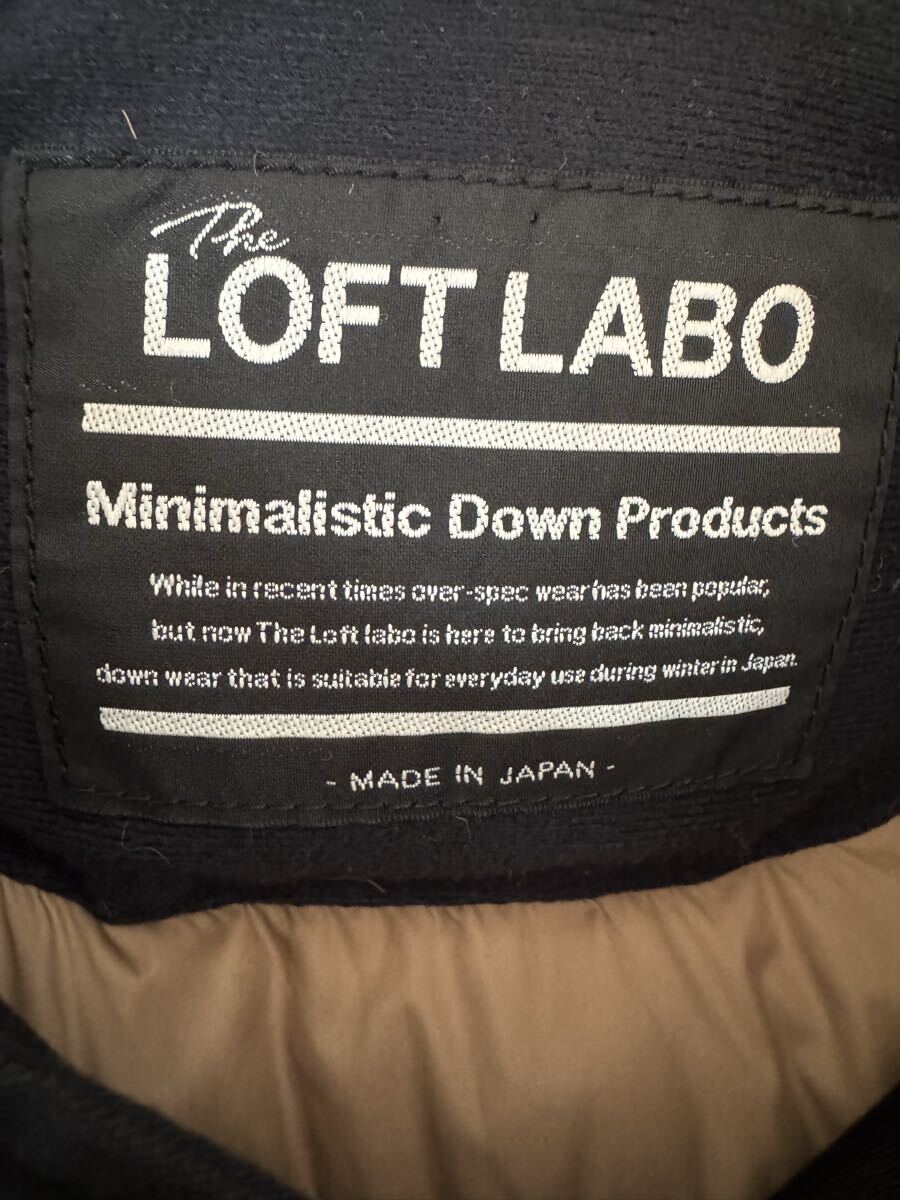 The
LOFT LABO
Minimalistic Down Products
While in recent times over-spec wear has been popular,
but now The Loft labo is here to bring back minimalistic,
down wear that is suitable for everyday use during winter in Japan.
- MADE IN JAPAN -